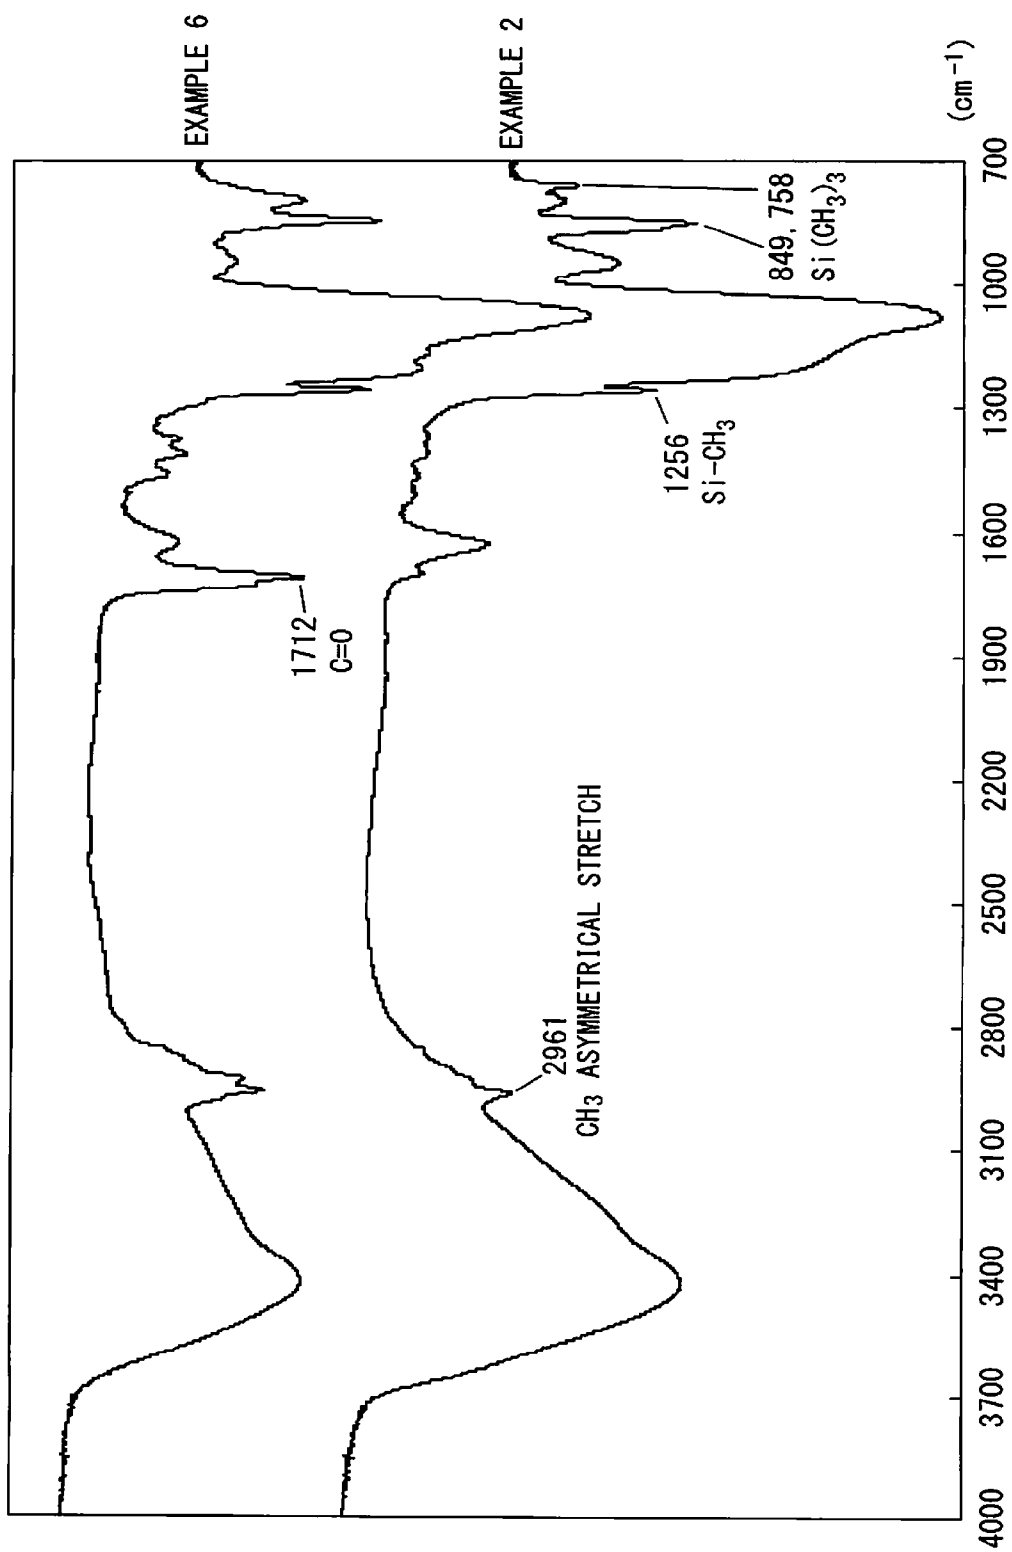 EXAMPLE 6
EXAMPLE 2
1712
C=O
2961
CH3 ASYMMETRICAL STRETCH
1256
Si-CH3
849, 758
Si(CH3)3
4000 3700 3400 3100 2800 2500 2200 1900 1600 1300 1000 700
(cm-1)